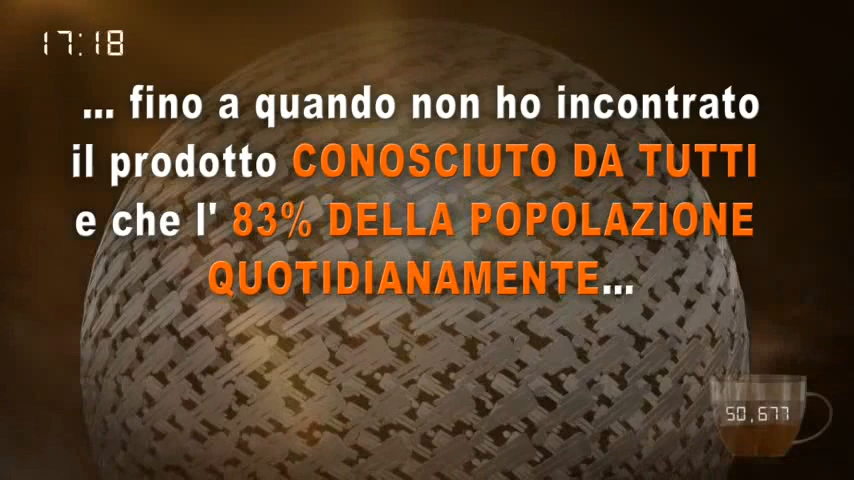 17:18
... fino a quando non ho incontrato
il prodotto CONOSCIUTO DA TUTTI
e che l' 83% DELLA POPOLAZIONE
QUOTIDIANAMENTE...
50,677